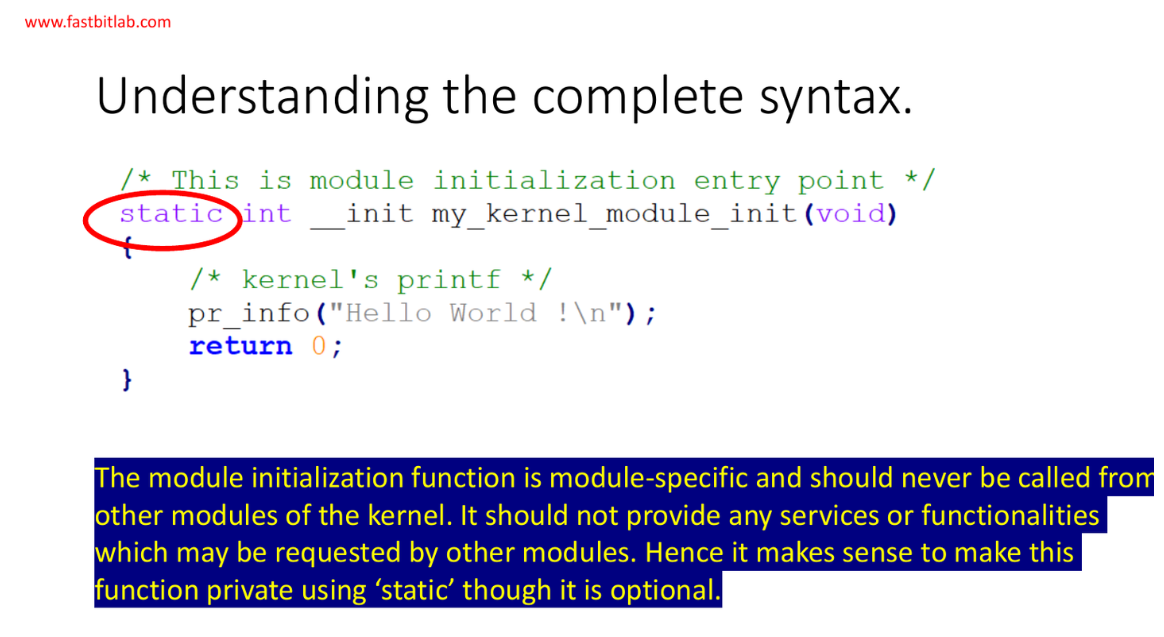 www.fastbitlab.com
Understanding the complete syntax.
/* This is module initialization entry point */
static int __init my_kernel_module_init(void)
{
/* kernel's printf */
pr_info("Hello World !\n");
return 0;
}
The module initialization function is module-specific and should never be called from
other modules of the kernel. It should not provide any services or functionalities
which may be requested by other modules. Hence it makes sense to make this
function private using ‘static’ though it is optional.